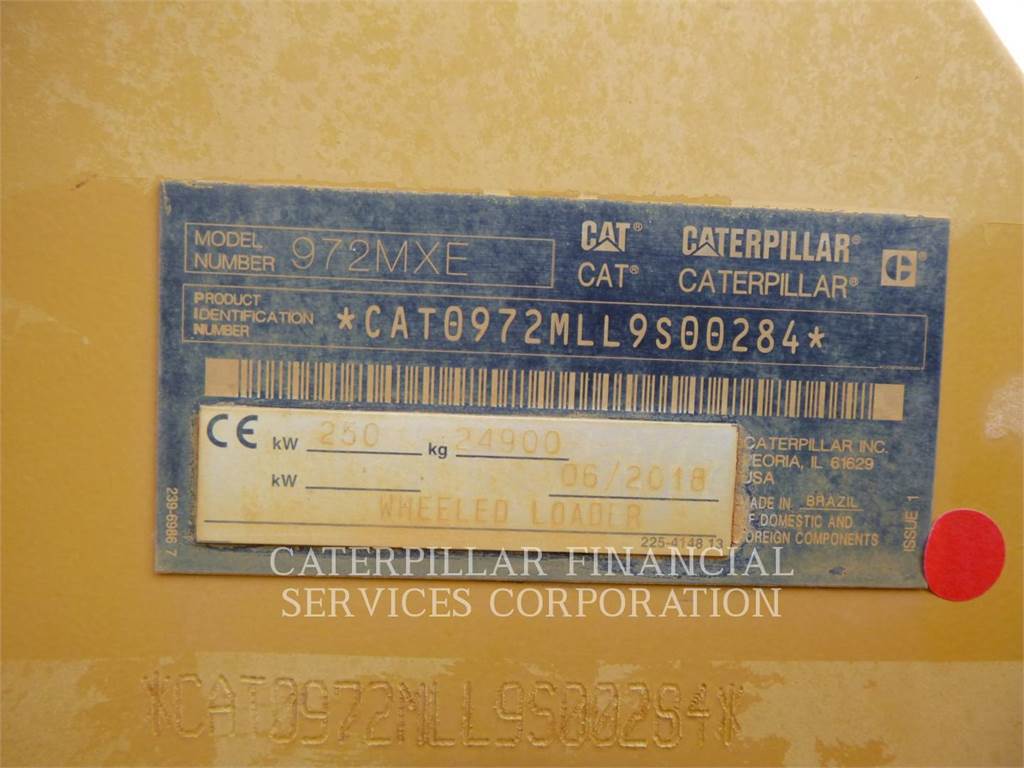 MODEL NUMBER 972MXE
CAT® CATERPILLAR®
CAT® CATERPILLAR®
PRODUCT
IDENTIFICATION
NUMBER
*CAT0972MLL9S00284*
CE kW 250 kg 24900
kW 06/2018
WHEELED LOADER
225-4148 13
239-6986 7
CATERPILLAR INC.
PEORIA, IL 61629
USA
MADE IN BRAZIL
OF DOMESTIC AND
FOREIGN COMPONENTS
ISSUE 1
CATERPILLAR FINANCIAL
SERVICES CORPORATION
*CAT0972MLL9S00284*